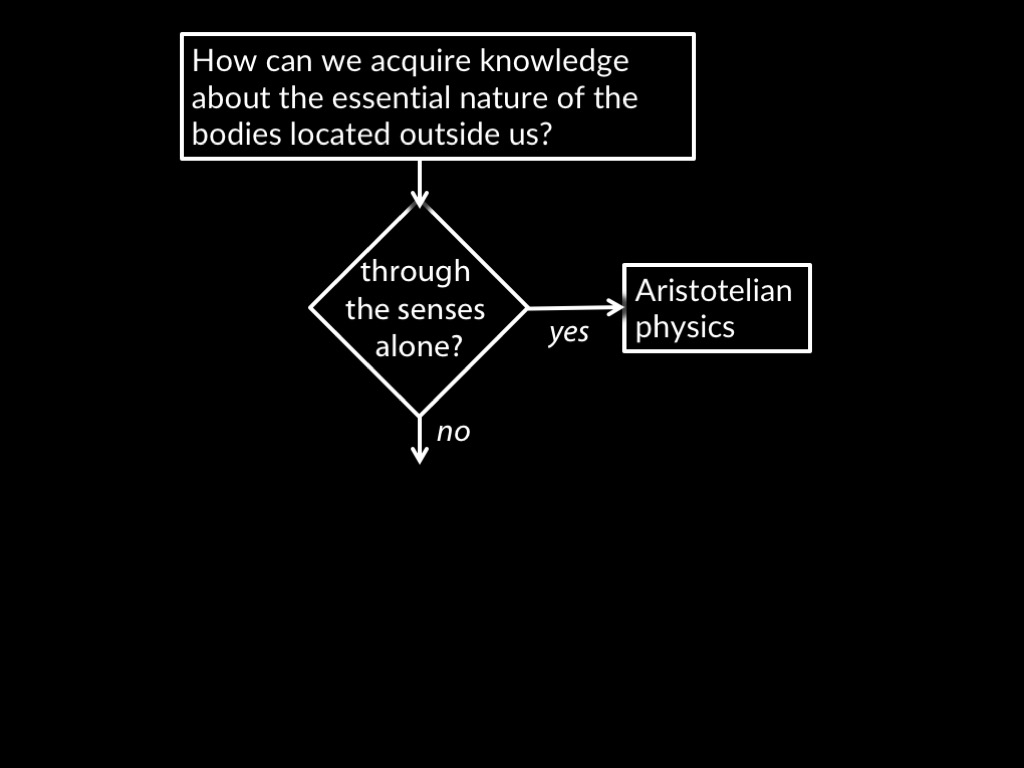 How can we acquire knowledge
about the essential nature of the
bodies located outside us?
through
the senses
alone?
yes
Aristotelian
physics
no